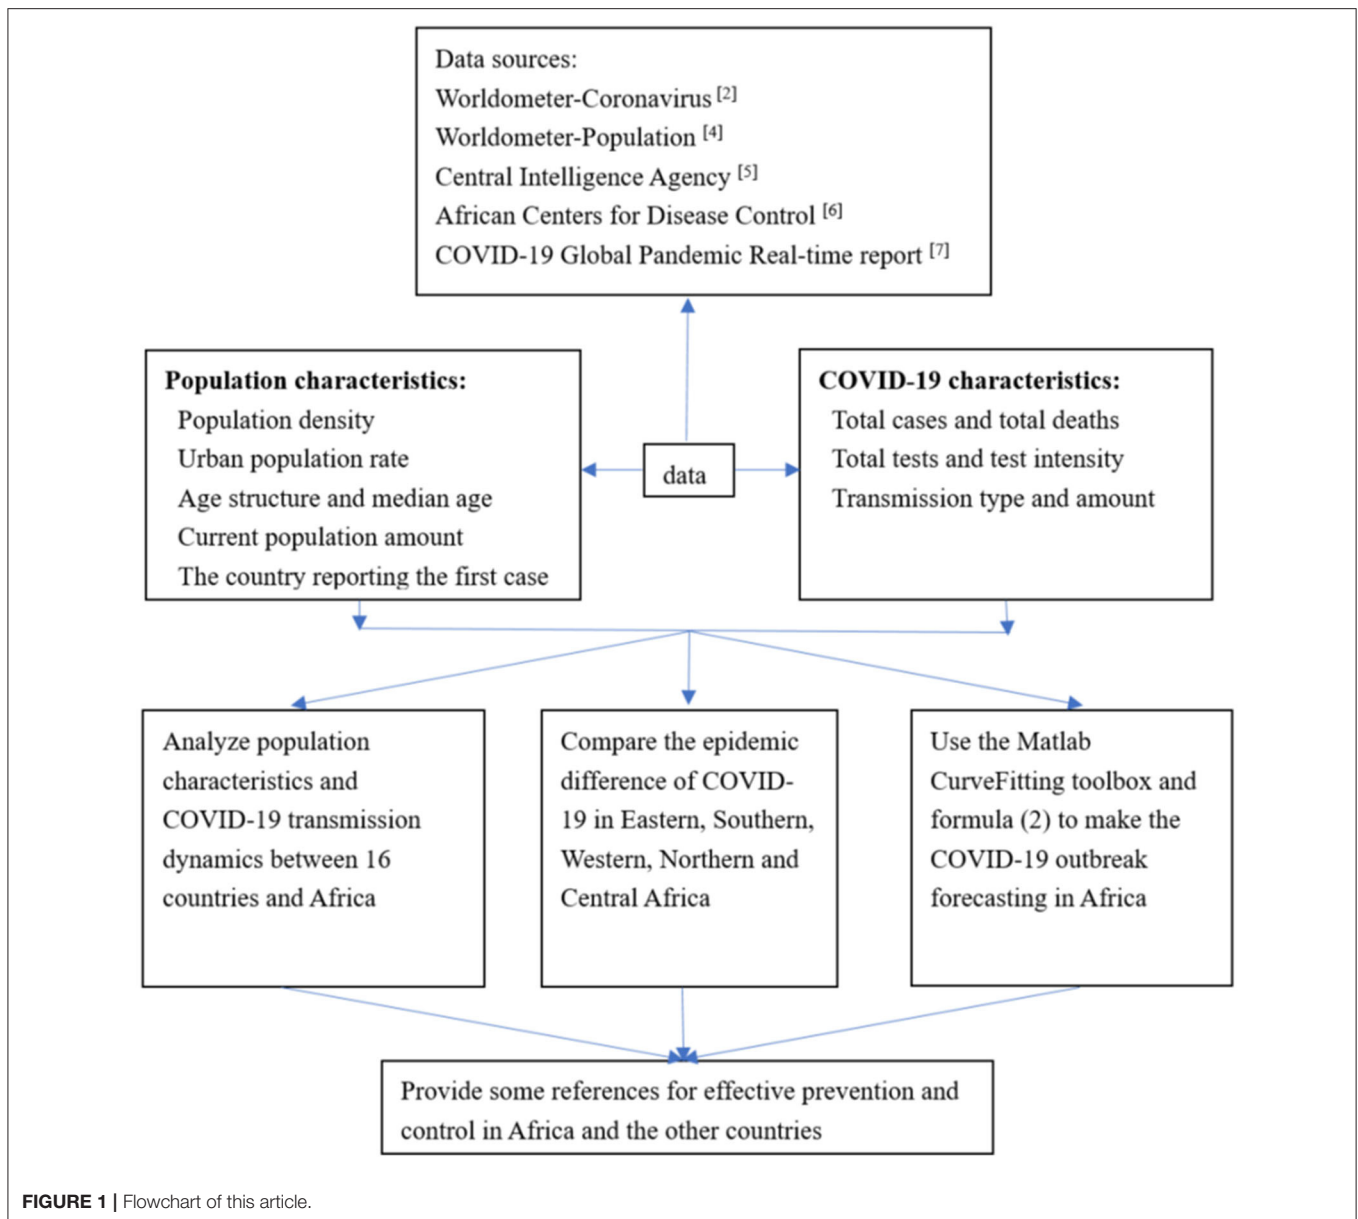 Data sources:
Worldometer-Coronavirus [2]
Worldometer-Population [4]
Central Intelligence Agency [5]
African Centers for Disease Control [6]
COVID-19 Global Pandemic Real-time report [7]
Population characteristics:
Population density
Urban population rate
Age structure and median age
Current population amount
The country reporting the first case
data
COVID-19 characteristics:
Total cases and total deaths
Total tests and test intensity
Transmission type and amount
Analyze population
characteristics and
COVID-19 transmission
dynamics between 16
countries and Africa
Compare the epidemic
difference of COVID-
19 in Eastern, Southern,
Western, Northern and
Central Africa
Use the Matlab
CurveFitting toolbox and
formula (2) to make the
COVID-19 outbreak
forecasting in Africa
Provide some references for effective prevention and
control in Africa and the other countries
FIGURE 1 | Flowchart of this article.